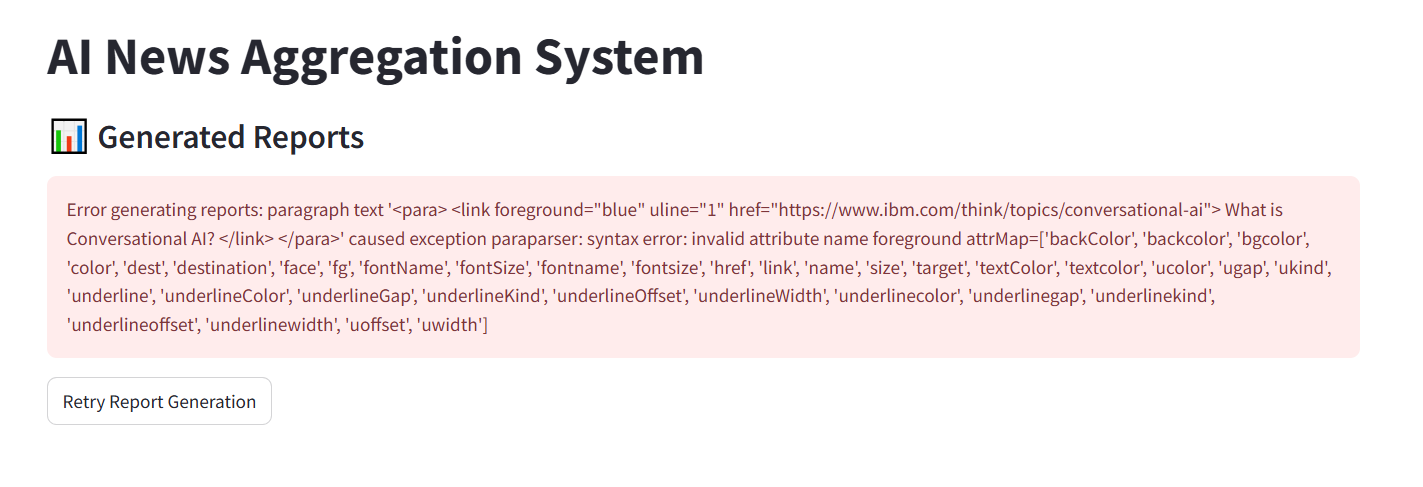 AI News Aggregation System
📊 Generated Reports
Error generating reports: paragraph text '<para> <link foreground="blue" uline="1" href="https://www.ibm.com/think/topics/conversational-ai"> What is
Conversational AI? </link> </para>' caused exception paraparser: syntax error: invalid attribute name foreground attrMap=['backColor', 'backcolor', 'bgcolor',
'color', 'dest', 'destination', 'face', 'fg', 'fontName', 'fontSize', 'fontname', 'fontsize', 'href', 'link', 'name', 'size', 'target', 'textColor', 'textcolor', 'ucolor', 'ugap', 'ukind',
'underline', 'underlineColor', 'underlineGap', 'underlineKind', 'underlineOffset', 'underlineWidth', 'underlinecolor', 'underlinegap', 'underlinekind',
'underlineoffset', 'underlinewidth', 'uoffset', 'uwidth']
Retry Report Generation